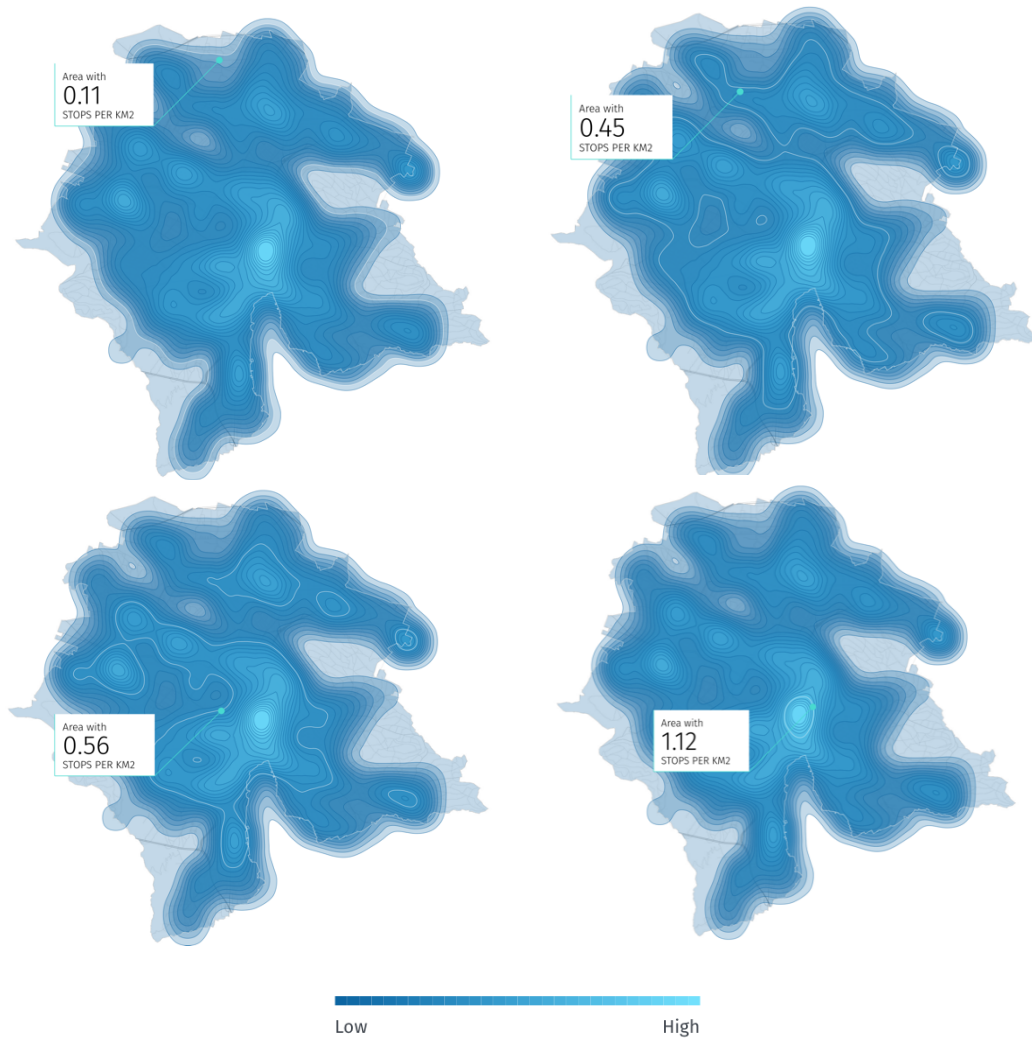 Area with
0.11
STOPS PER KM2
Area with
0.45
STOPS PER KM2
Area with
0.56
STOPS PER KM2
Area with
1.12
STOPS PER KM2
Low
High